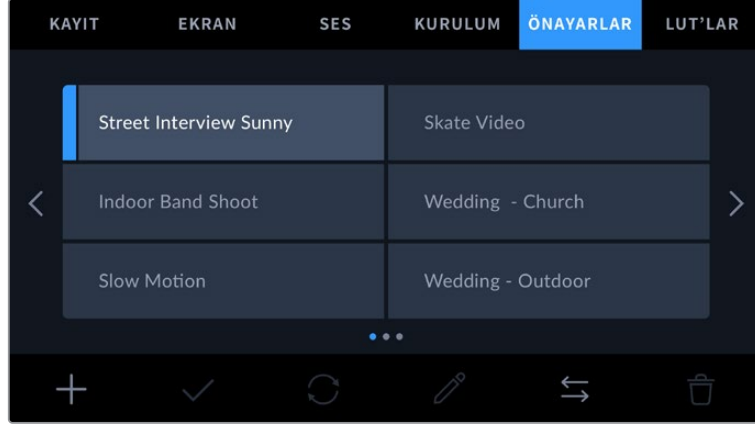 KAYIT EKRAN SES KURULUM ÖNAYARLAR LUT’LAR
Street Interview Sunny Skate Video
Indoor Band Shoot Wedding - Church
Slow Motion Wedding - Outdoor